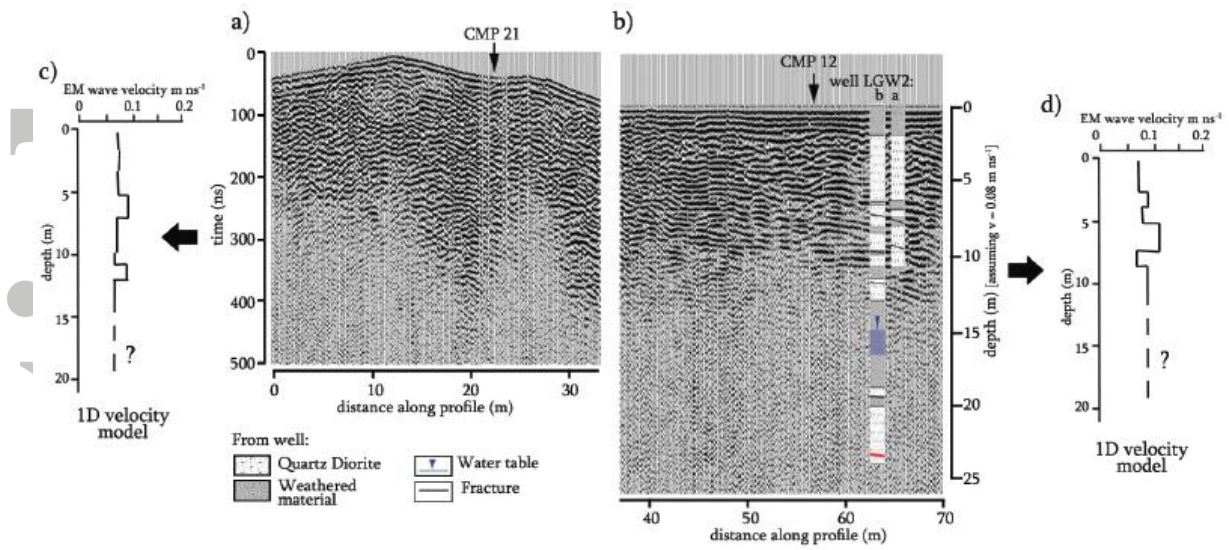 a)
CMP 21
b)
c)
EM wave velocity m ns⁻¹
0
0.1
0.2
0
5
10
15
20
depth (m)
?
1D velocity
model
0
50
100
200
300
400
500
time (ns)
0
10
20
30
distance along profile (m)
CMP 12
well LGW2:
b a
0
5
10
15
20
25
depth (m) [assuming v = 0.08 m ns⁻¹]
40
50
60
70
distance along profile (m)
d)
EM wave velocity m ns⁻¹
0
0.1
0.2
0
5
10
15
20
depth (m)
?
1D velocity
model
From well:
Quartz Diorite
Water table
Weathered
material
Fracture